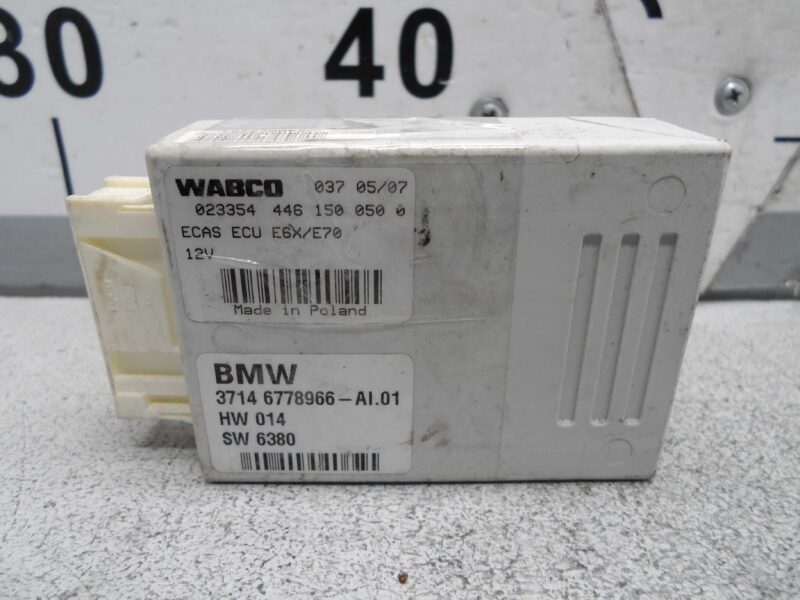 30 40
WABCO 037 05/07
023354 446 150 050 0
ECAS ECU E6X/E70
12V
Made in Poland
BMW
3714 6778966-AI.01
HW 014
SW 6380